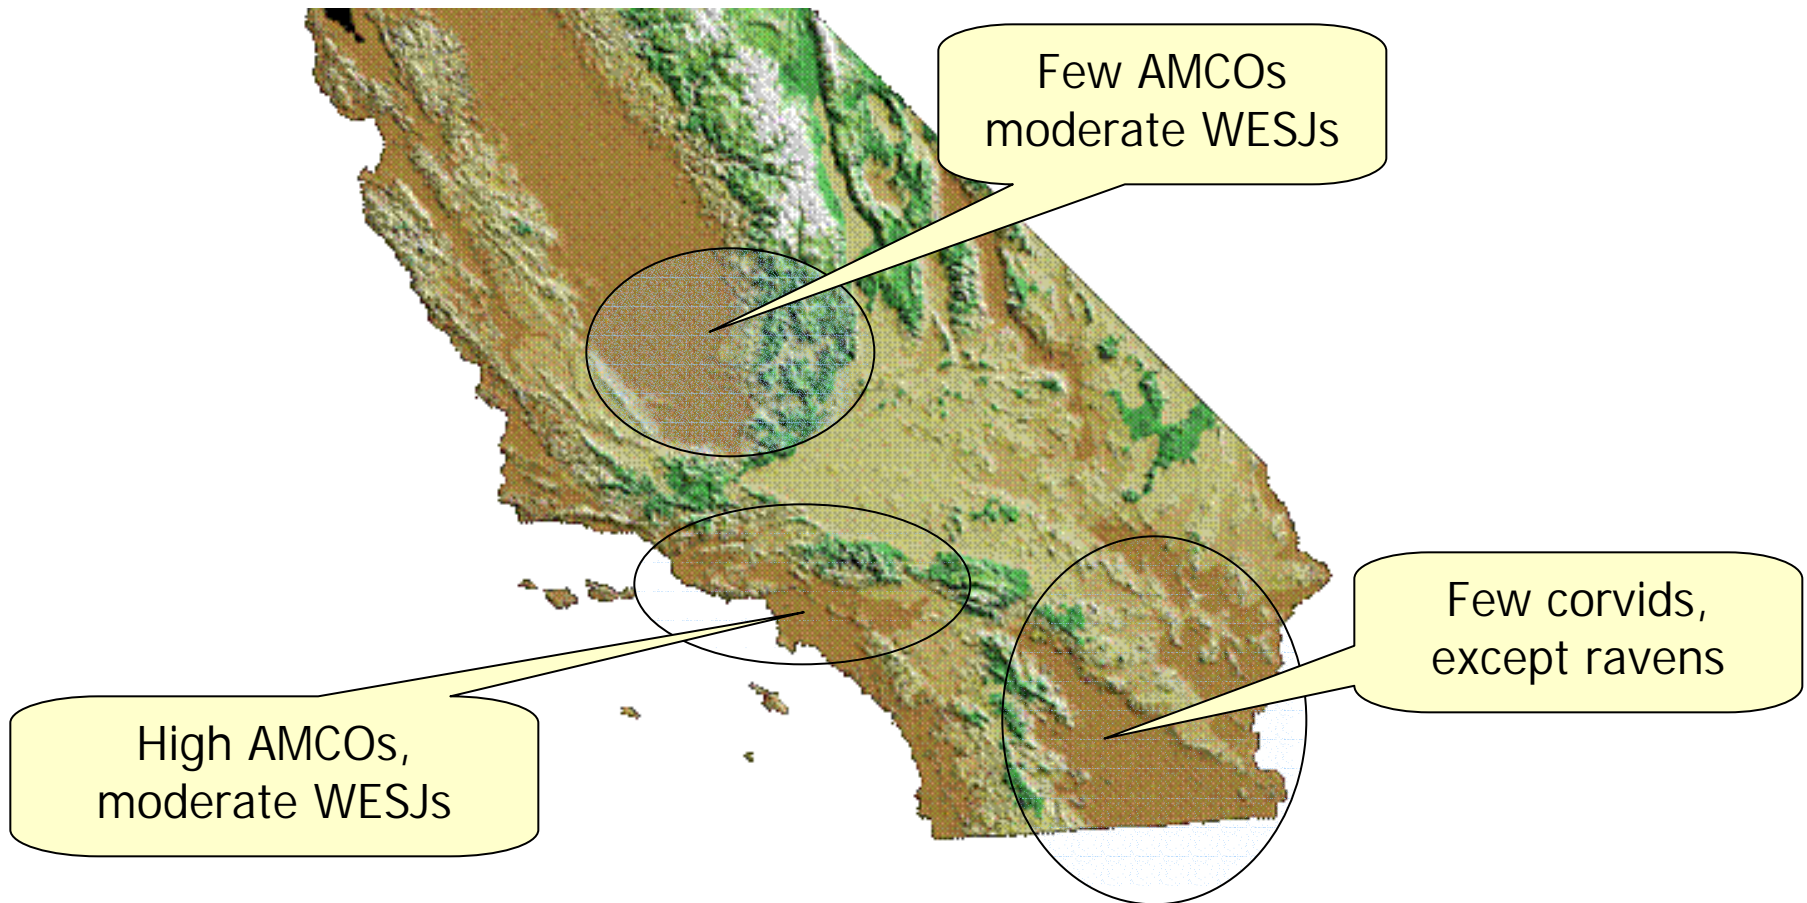 Few AMCOs
moderate WESJs
Few corvids,
except ravens
High AMCOs,
moderate WESJs